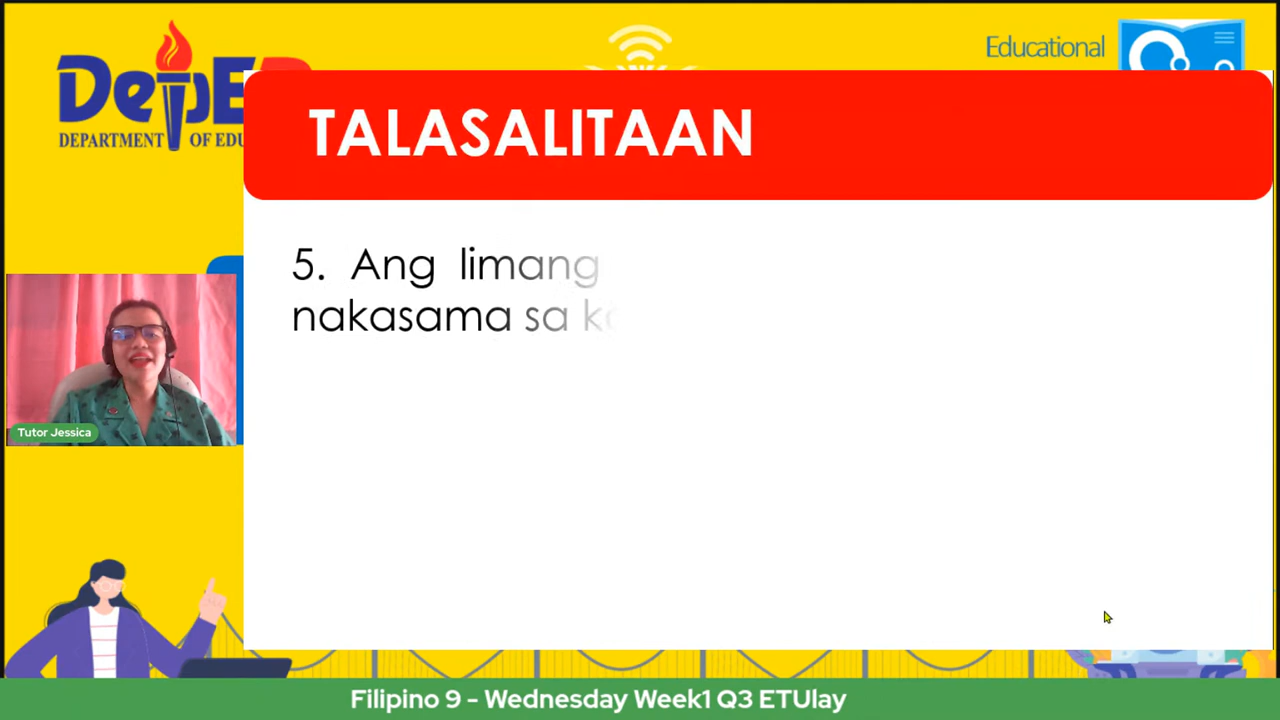 DepED
DEPARTMENT OF EDU
Educational
TALASALITAAN
5. Ang limang
nakasama sa
Tutor Jessica
Filipino 9 - Wednesday Week1 Q3 ETUlay